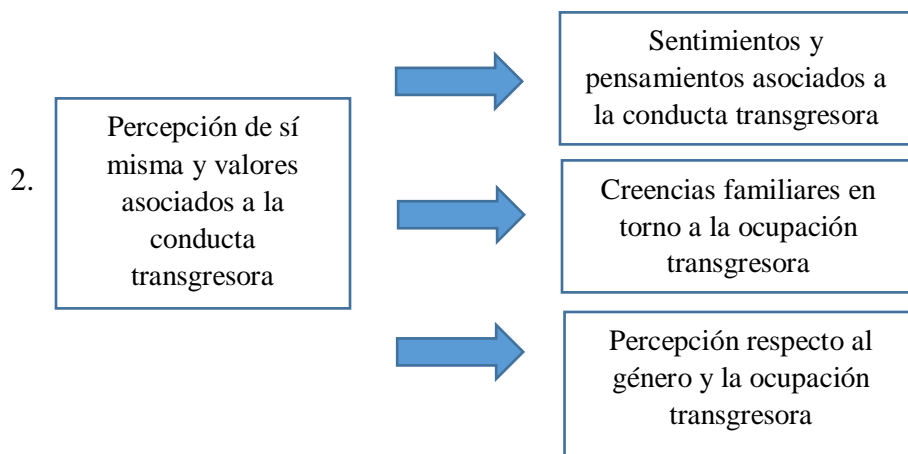 2.
Percepción de sí
misma y valores
asociados a la
conducta
transgresora
Sentimientos y
pensamientos asociados a
la conducta transgresora
Creencias familiares en
torno a la ocupación
transgresora
Percepción respecto al
género y la ocupación
transgresora